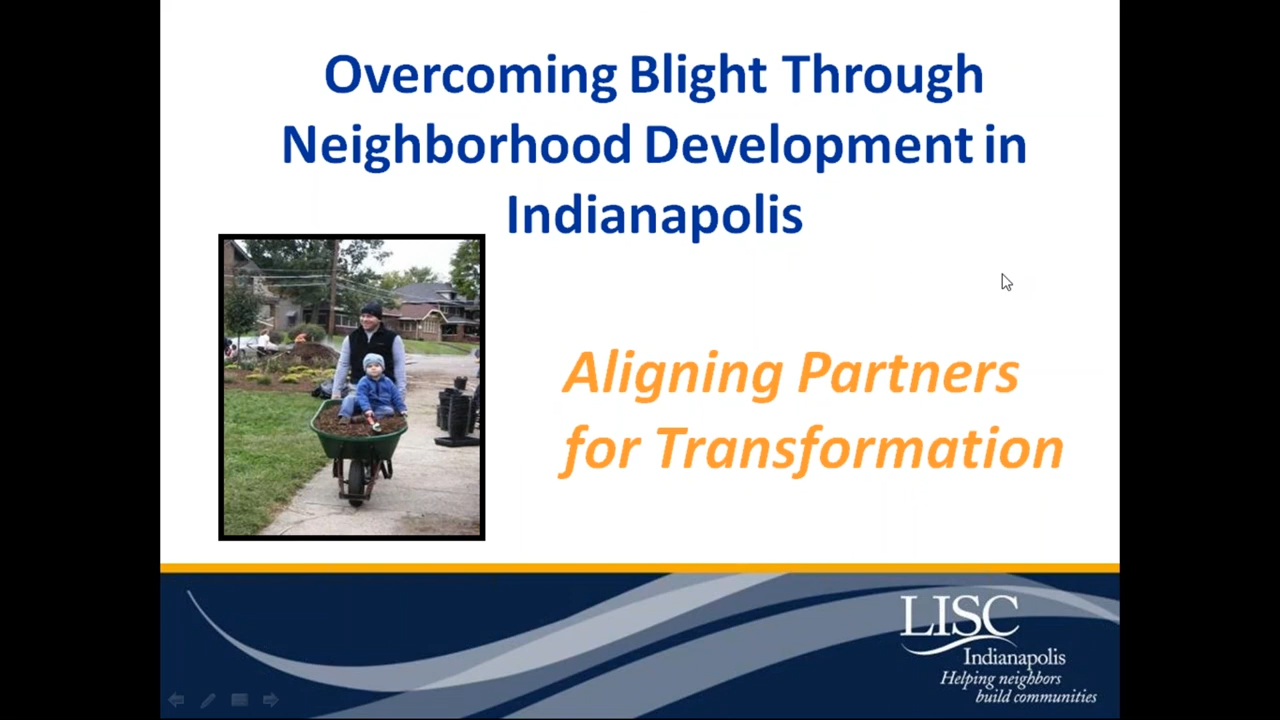 Overcoming Blight Through
Neighborhood Development in
Indianapolis
Aligning Partners
for Transformation
LISC
Indianapolis
Helping neighbors
build communities